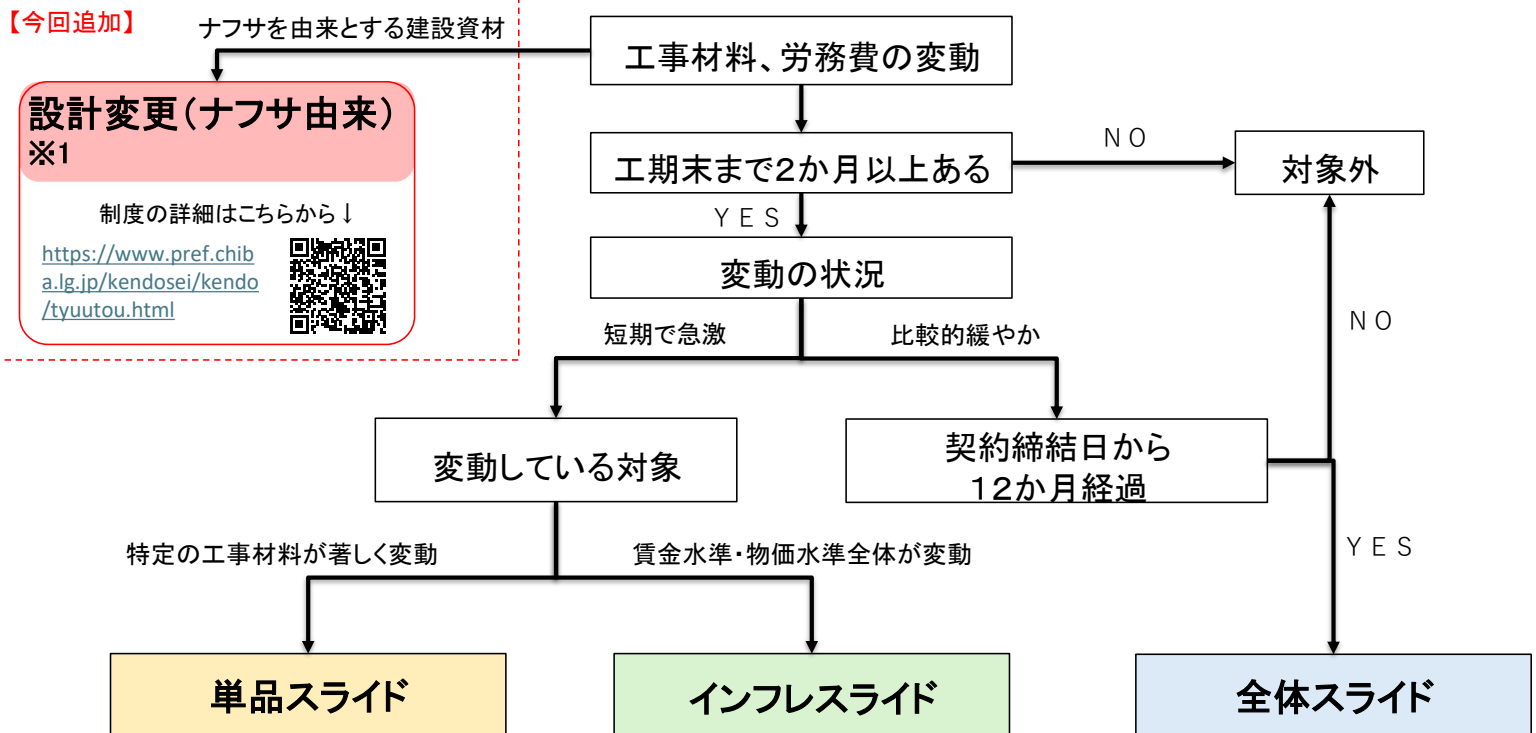 【今回追加】
ナフサを由来とする建設資材
工事材料、労務費の変動
設計変更（ナフサ由来）
※1
制度の詳細はこちらから↓
https://www.pref.chib
a.lg.jp/kendosei/kendo
/tyuutou.html
工期末まで２か月以上ある
ＮＯ
対象外
ＹＥＳ
変動の状況
短期で急激
比較的緩やか
ＮＯ
変動している対象
契約締結日から
１２か月経過
特定の工事材料が著しく変動
賃金水準・物価水準全体が変動
ＹＥＳ
単品スライド
インフレスライド
全体スライド